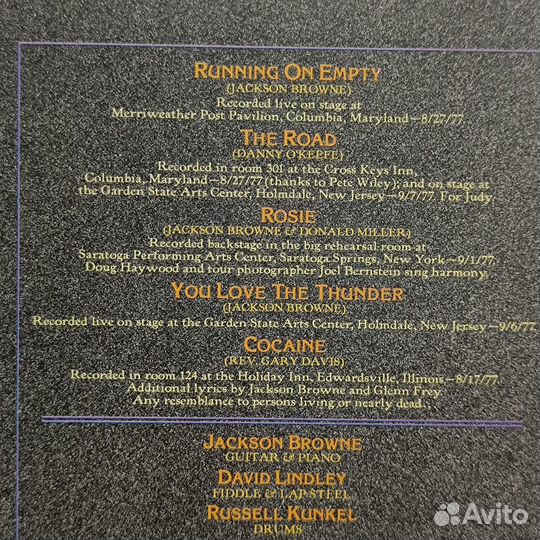 RUNNING ON EMPTY
(JACKSON BROWNE)
Recorded live on stage at
Merriweather Post Pavilion, Columbia, Maryland—8/27/77.
THE ROAD
(DANNY O'KEEFE)
Recorded in room 301 at the Cross Keys Inn,
Columbia, Maryland—8/27/77 (thanks to Pete Wiley); and on stage at
the Garden State Arts Center, Holmdale, New Jersey—9/7/77. For Judy.
ROSIE
(JACKSON BROWNE & DONALD MILLER)
Recorded backstage in the big rehearsal room at
Saratoga Performing Arts Center, Saratoga Springs, New York—9/1/77.
Doug Haywood and tour photographer Joel Bernstein sing harmony.
YOU LOVE THE THUNDER
(JACKSON BROWNE)
Recorded live on stage at the Garden State Arts Center, Holmdale, New Jersey—9/6/77.
COCAINE
(REV. GARY DAVIS)
Recorded in room 124 at the Holiday Inn, Edwardsville, Illinois—8/17/77.
Additional lyrics by Jackson Browne and Glenn Frey.
Any resemblance to persons living or nearly dead...
JACKSON BROWNE
GUITAR & PIANO
DAVID LINDLEY
FIDDLE & LAP STEEL
RUSSELL KUNKEL
DRUMS
Avito